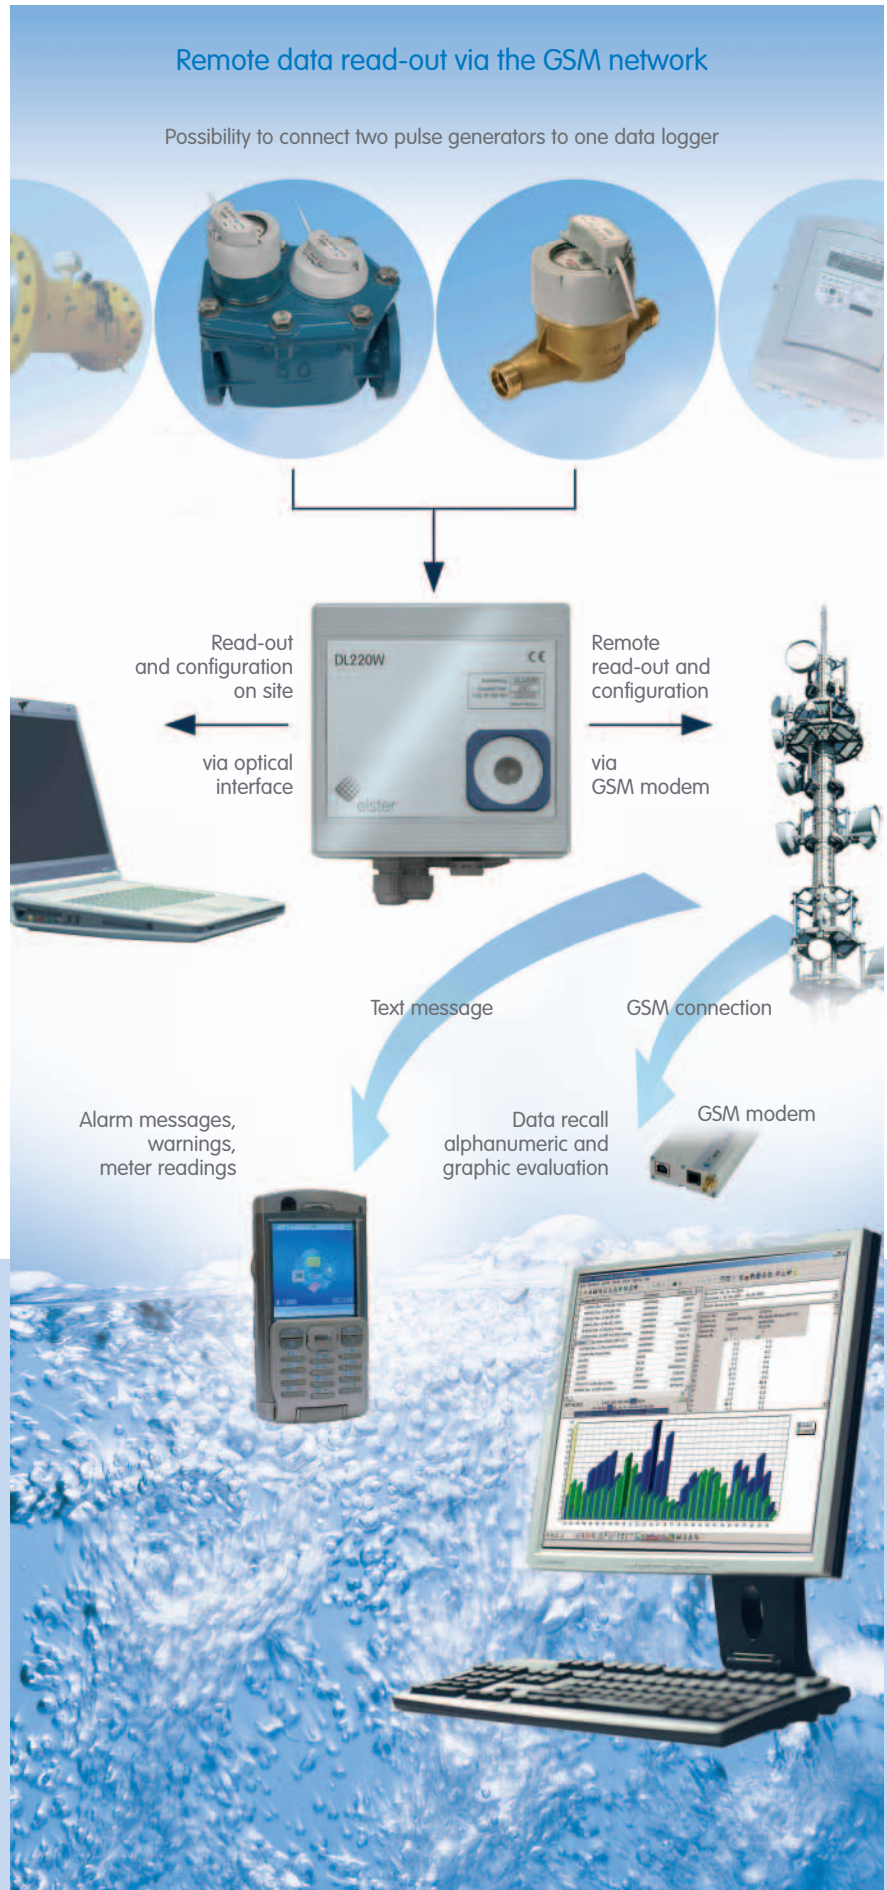 Remote data read-out via the GSM network
Possibility to connect two pulse generators to one data logger
50
Read-out
and configuration
on site
via optical
interface
DL220W
CE
elster
Remote
read-out and
configuration
via
GSM modem
Text message
GSM connection
Alarm messages,
warnings,
meter readings
Data recall
alphanumeric and
graphic evaluation
GSM modem